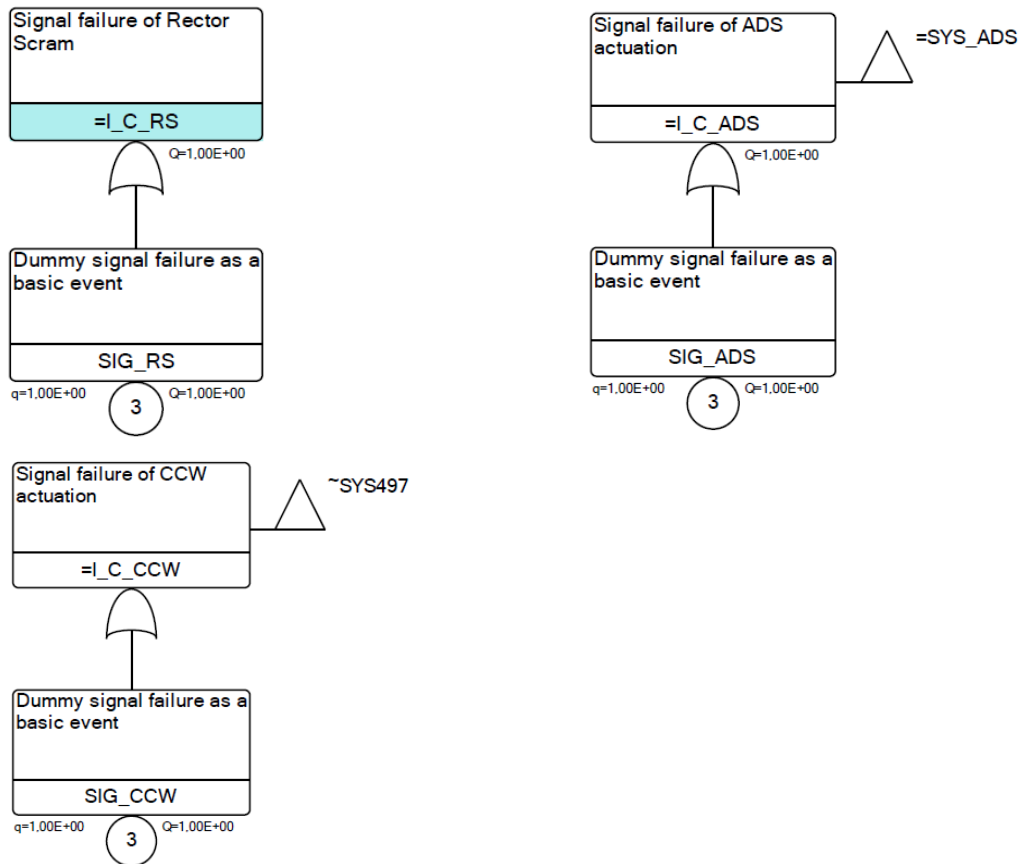 Signal failure of Rector
Scram
=I_C_RS
Q=1,00E+00
Dummy signal failure as a
basic event
SIG_RS
q=1,00E+00
3
Q=1,00E+00
Signal failure of ADS
actuation
=SYS_ADS
=I_C_ADS
Q=1,00E+00
Dummy signal failure as a
basic event
SIG_ADS
q=1,00E+00
3
Q=1,00E+00
Signal failure of CCW
actuation
~SYS497
=I_C_CCW
Dummy signal failure as a
basic event
SIG_CCW
q=1,00E+00
3
Q=1,00E+00